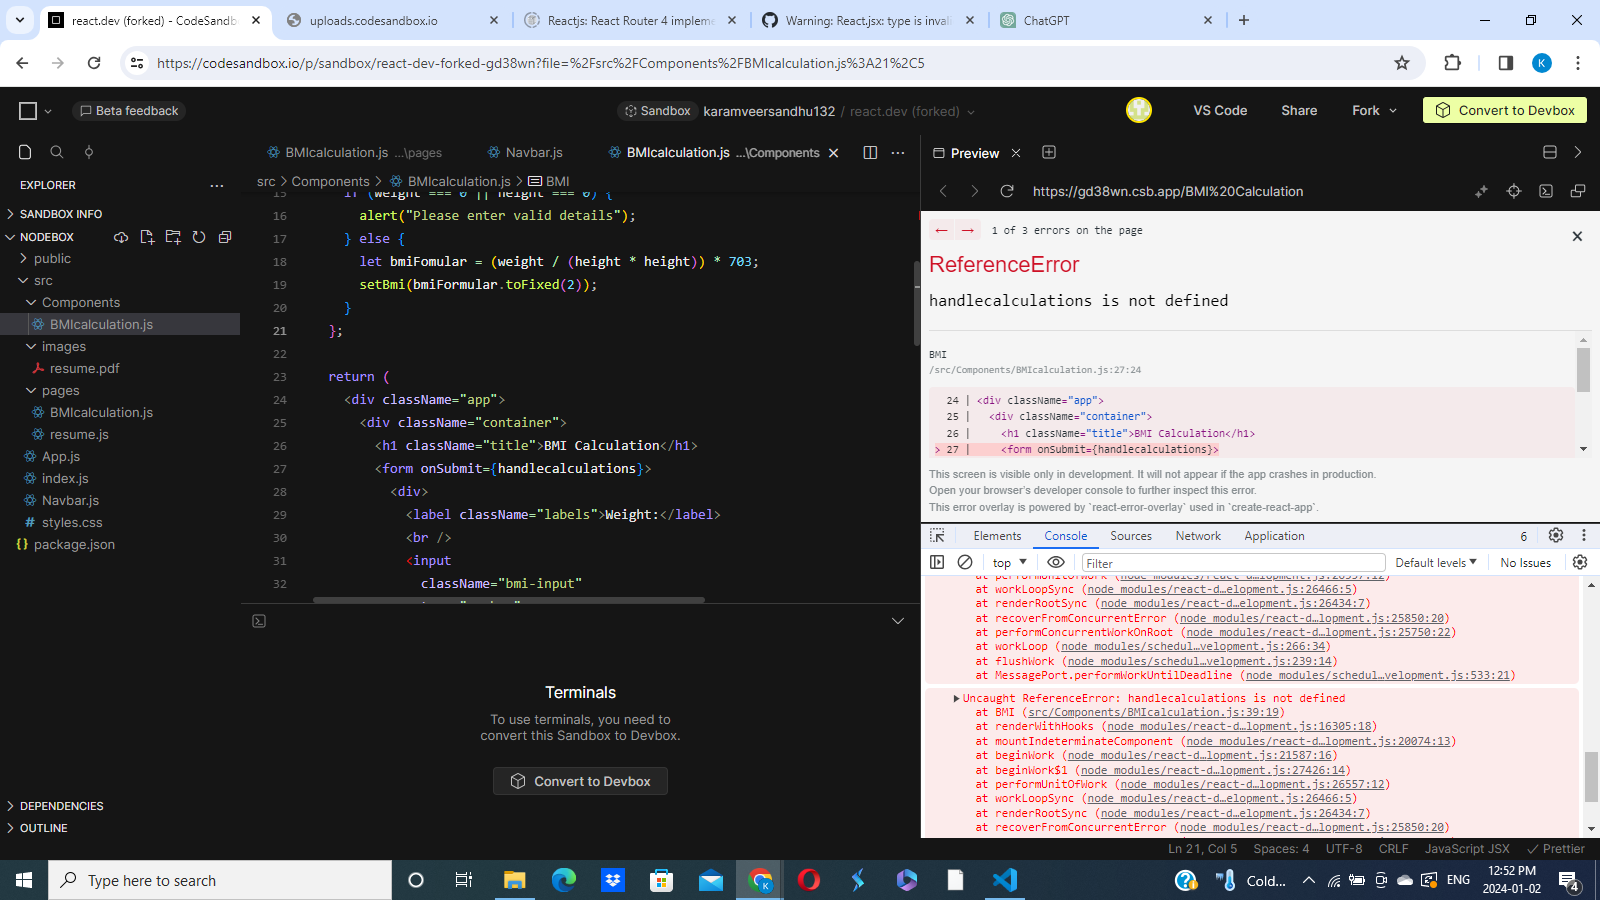 react.dev (forked) - CodeSandb
uploads.codesandbox.io
Reactjs: React Router 4 implem
Warning: React.jsx: type is inval
ChatGPT
https://codesandbox.io/p/sandbox/react-dev-forked-gd38wn?file=%2Fsrc%2FComponents%2FBMIcalculation.js%3A21%2C5
K
Beta feedback
Sandbox karamveersandhu132 / react.dev (forked)
VS Code
Share
Fork
Convert to Devbox
EXPLORER
SANDBOX INFO
NODEBOX
public
src
Components
BMIcalculation.js
images
resume.pdf
pages
BMIcalculation.js
resume.js
App.js
index.js
Navbar.js
# styles.css
{} package.json
DEPENDENCIES
OUTLINE
BMIcalculation.js ...\pages
Navbar.js
BMIcalculation.js ...\Components
src > Components > BMIcalculation.js > BMI
15 if (weight === 0 || height === 0) {
16 alert("Please enter valid details");
17 } else {
18 let bmiFomular = (weight / (height * height)) * 703;
19 setBmi(bmiFormular.toFixed(2));
20 }
21 };
22
23 return (
24 <div className="app">
25 <div className="container">
26 <h1 className="title">BMI Calculation</h1>
27 <form onSubmit={handlecalculations}>
28 <div>
29 <label className="labels">Weight:</label>
30 <br />
31 <input
32 className="bmi-input"
Terminals
To use terminals, you need to
convert this Sandbox to Devbox.
Convert to Devbox
Preview
https://gd38wn.csb.app/BMI%20Calculation
← → 1 of 3 errors on the page
ReferenceError
handlecalculations is not defined
BMI
/src/Components/BMIcalculation.js:27:24
24 | <div className="app">
25 | <div className="container">
26 | <h1 className="title">BMI Calculation</h1>
> 27 | <form onSubmit={handlecalculations}>
This screen is visible only in development. It will not appear if the app crashes in production.
Open your browser's developer console to further inspect this error.
This error overlay is powered by `react-error-overlay` used in `create-react-app`.
Elements
Console
Sources
Network
Application
6
top
Filter
Default levels
No Issues
at performUnitOfWork (node_modules/react-d…lopment.js:26557:12)
at workLoopSync (node_modules/react-d…elopment.js:26466:5)
at renderRootSync (node_modules/react-d…elopment.js:26434:7)
at recoverFromConcurrentError (node_modules/react-d…lopment.js:25850:20)
at performConcurrentWorkOnRoot (node_modules/react-d…lopment.js:25750:22)
at workLoop (node_modules/schedul…velopment.js:266:34)
at flushWork (node_modules/schedul…velopment.js:239:14)
at MessagePort.performWorkUntilDeadline (node_modules/schedul…velopment.js:533:21)
Uncaught ReferenceError: handlecalculations is not defined
at BMI (src/Components/BMIcalculation.js:39:19)
at renderWithHooks (node_modules/react-d…lopment.js:16305:18)
at mountIndeterminateComponent (node_modules/react-d…lopment.js:20074:13)
at beginWork (node_modules/react-d…lopment.js:21587:16)
at beginWork$1 (node_modules/react-d…lopment.js:27426:14)
at performUnitOfWork (node_modules/react-d…lopment.js:26557:12)
at workLoopSync (node_modules/react-d…elopment.js:26466:5)
at renderRootSync (node_modules/react-d…elopment.js:26434:7)
at recoverFromConcurrentError (node_modules/react-d…lopment.js:25850:20)
Ln 21, Col 5
Spaces: 4
UTF-8
CRLF
JavaScript JSX
Prettier
Type here to search
Cold...
ENG
12:52 PM
2024-01-02
4